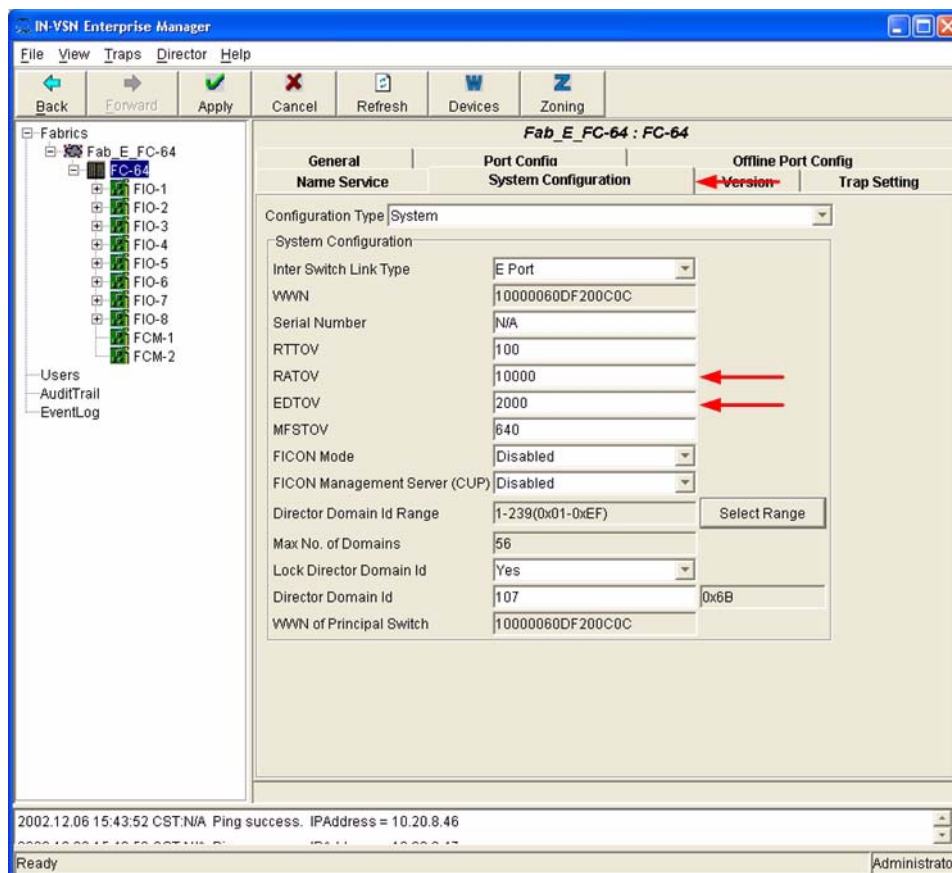 IN-VSN Enterprise Manager
File View Traps Director Help
Back Forward Apply Cancel Refresh Devices Zoning
Fabrics
Fab_E_FC-64
FC-64
FIO-1
FIO-2
FIO-3
FIO-4
FIO-5
FIO-6
FIO-7
FIO-8
FCM-1
FCM-2
Users
AuditTrail
EventLog
Fab_E_FC-64 : FC-64
General Port Config Offline Port Config
Name Service System Configuration Version Trap Setting
Configuration Type System
System Configuration
Inter Switch Link Type E Port
WWN 10000060DF200C0C
Serial Number N/A
RTTOV 100
RATOV 10000
EDTOV 2000
MFSTOV 640
FICON Mode Disabled
FICON Management Server (CUP) Disabled
Director Domain Id Range 1-239(0x01-0xEF) Select Range
Max No. of Domains 56
Lock Director Domain Id Yes
Director Domain Id 107 0x6B
WWN of Principal Switch 10000060DF200C0C
2002.12.06 15:43:52 CST:N/A Ping success. IPAddress = 10.20.8.46
Ready Administrato